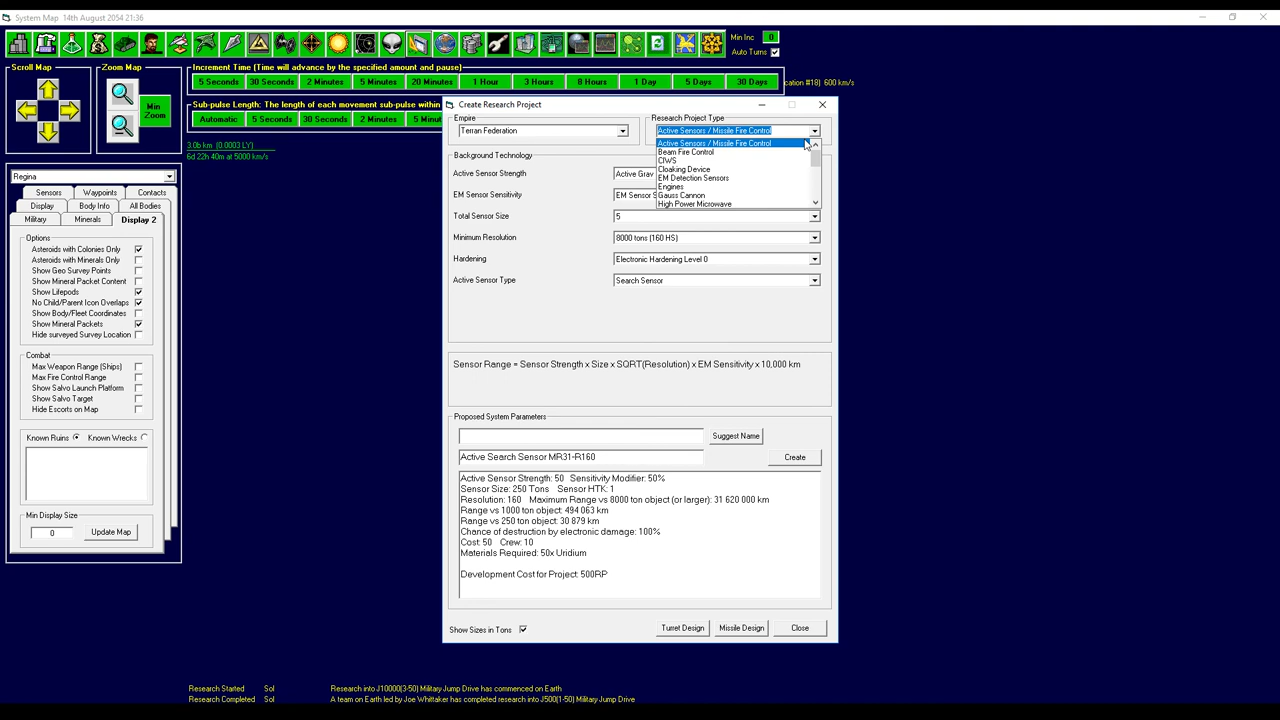 System Map 14th August 2054 21:36
Min Inc 0
Auto Turns
Scroll Map
Zoom Map
Min Zoom
Increment Time (Time will advance by the specified amount and pause)
5 Seconds 30 Seconds 2 Minutes 5 Minutes 20 Minutes 1 Hour 3 Hours 8 Hours 1 Day 5 Days 30 Days
cation #18) 600 km/s
Sub-pulse Length: The length of each movement sub-pulse within
Automatic 5 Seconds 30 Seconds 2 Minutes 5 Minut
3.0b km (0.0003 LY)
6d 22h 40m at 5000 km/s
Regina
Sensors Waypoints Contacts
Display Body Info All Bodies
Military Minerals Display 2
Options
Asteroids with Colonies Only
Asteroids with Minerals Only
Show Geo Survey Points
Show Mineral Packet Content
Show Lifepods
No Child/Parent Icon Overlaps
Show Body/Fleet Coordinates
Show Mineral Packets
Hide surveyed Survey Location
Combat
Max Weapon Range (Ships)
Max Fire Control Range
Show Salvo Launch Platform
Show Salvo Target
Hide Escorts on Map
Known Ruins Known Wrecks
Min Display Size
0 Update Map
Create Research Project
Empire
Terran Federation
Research Project Type
Active Sensors / Missile Fire Control
Active Sensors / Missile Fire Control
Beam Fire Control
CIWS
Cloaking Device
EM Detection Sensors
Engines
Gauss Cannon
High Power Microwave
Background Technology
Active Sensor Strength Active Grav
EM Sensor Sensitivity EM Sensor S
Total Sensor Size 5
Minimum Resolution 8000 tons (160 HS)
Hardening Electronic Hardening Level 0
Active Sensor Type Search Sensor
Sensor Range = Sensor Strength x Size x SQRT(Resolution) x EM Sensitivity x 10,000 km
Proposed System Parameters
Suggest Name
Active Search Sensor MR31-R160 Create
Active Sensor Strength: 50 Sensitivity Modifier: 50%
Sensor Size: 250 Tons Sensor HTK: 1
Resolution: 160 Maximum Range vs 8000 ton object (or larger): 31 620 000 km
Range vs 1000 ton object: 494 063 km
Range vs 250 ton object: 30 879 km
Chance of destruction by electronic damage: 100%
Cost: 50 Crew: 10
Materials Required: 50x Uridium
Development Cost for Project: 500RP
Show Sizes in Tons Turret Design Missile Design Close
Research Started Sol Research into J10000(3-50) Military Jump Drive has commenced on Earth
Research Completed Sol A team on Earth led by Joe Whittaker has completed research into J500(1-50) Military Jump Drive